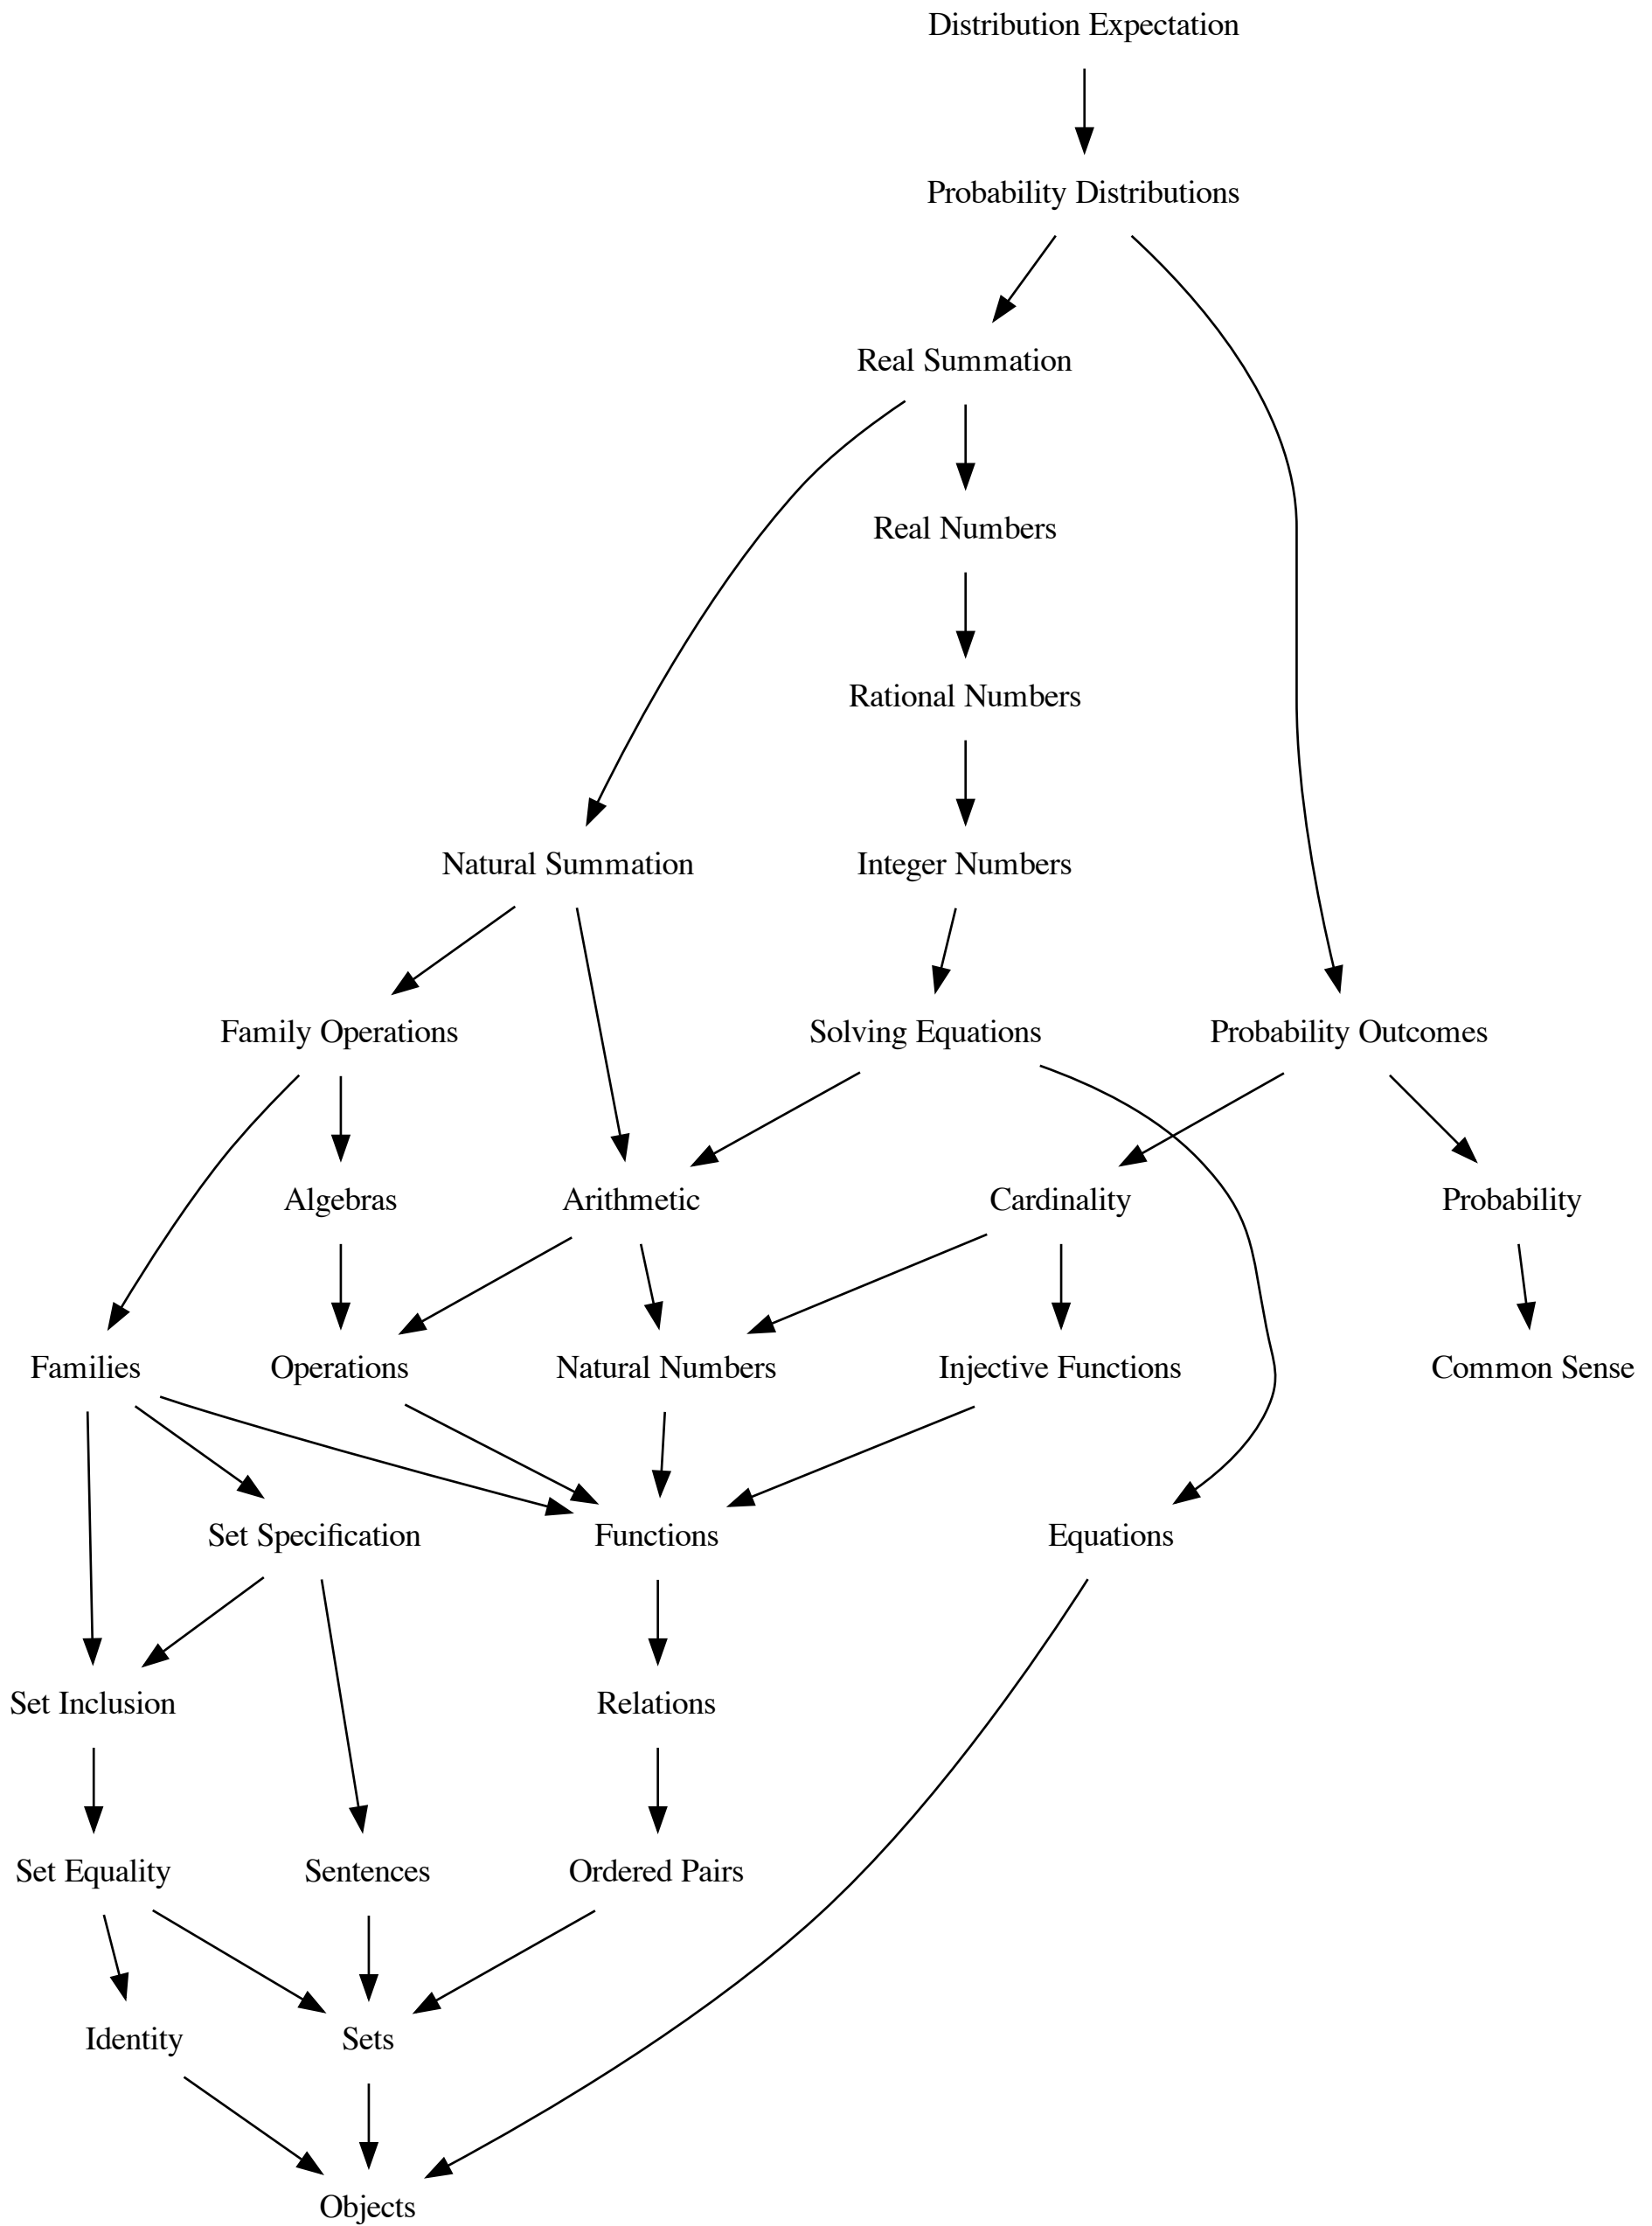 Distribution Expectation
Probability Distributions
Real Summation
Real Numbers
Rational Numbers
Natural Summation
Integer Numbers
Family Operations
Solving Equations
Probability Outcomes
Algebras
Arithmetic
Cardinality
Probability
Families
Operations
Natural Numbers
Injective Functions
Common Sense
Set Specification
Functions
Equations
Set Inclusion
Relations
Set Equality
Sentences
Ordered Pairs
Identity
Sets
Objects